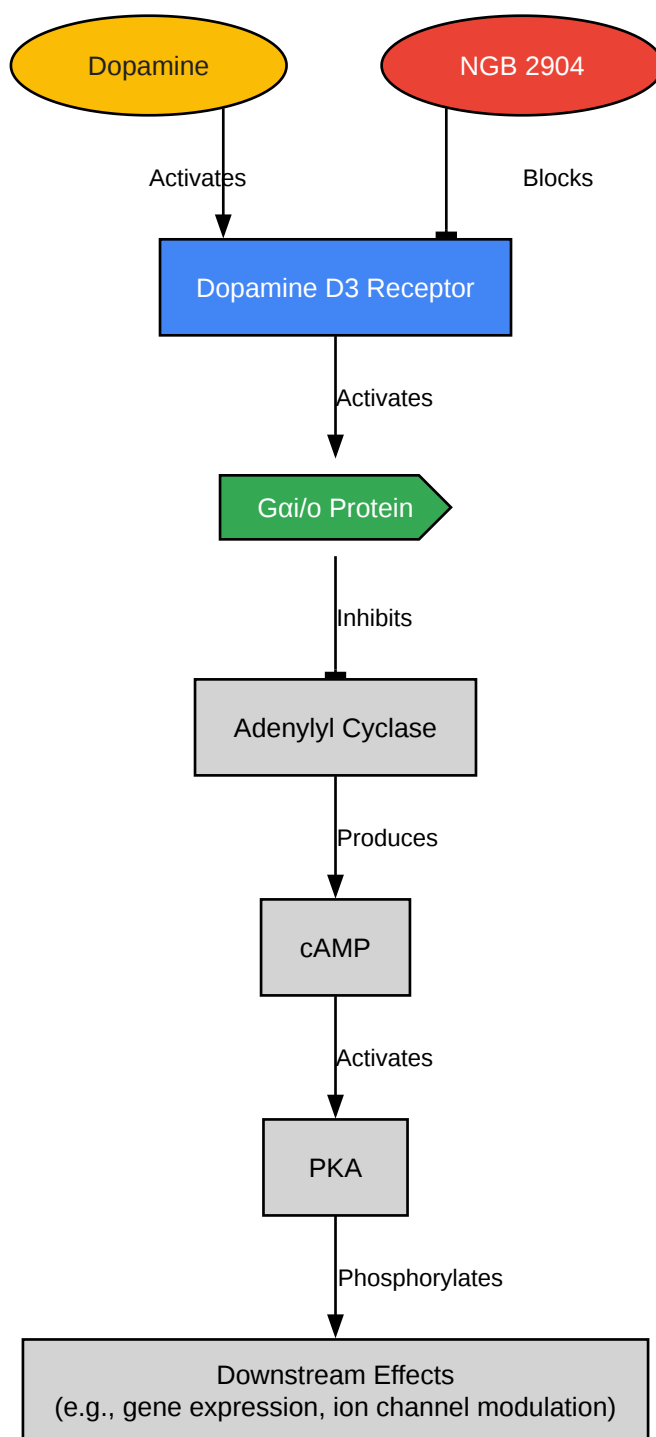 Dopamine
NGB 2904
Activates
Blocks
Dopamine D3 Receptor
Activates
Gαi/o Protein
Inhibits
Adenylyl Cyclase
Produces
cAMP
Activates
PKA
Phosphorylates
Downstream Effects
(e.g., gene expression, ion channel modulation)